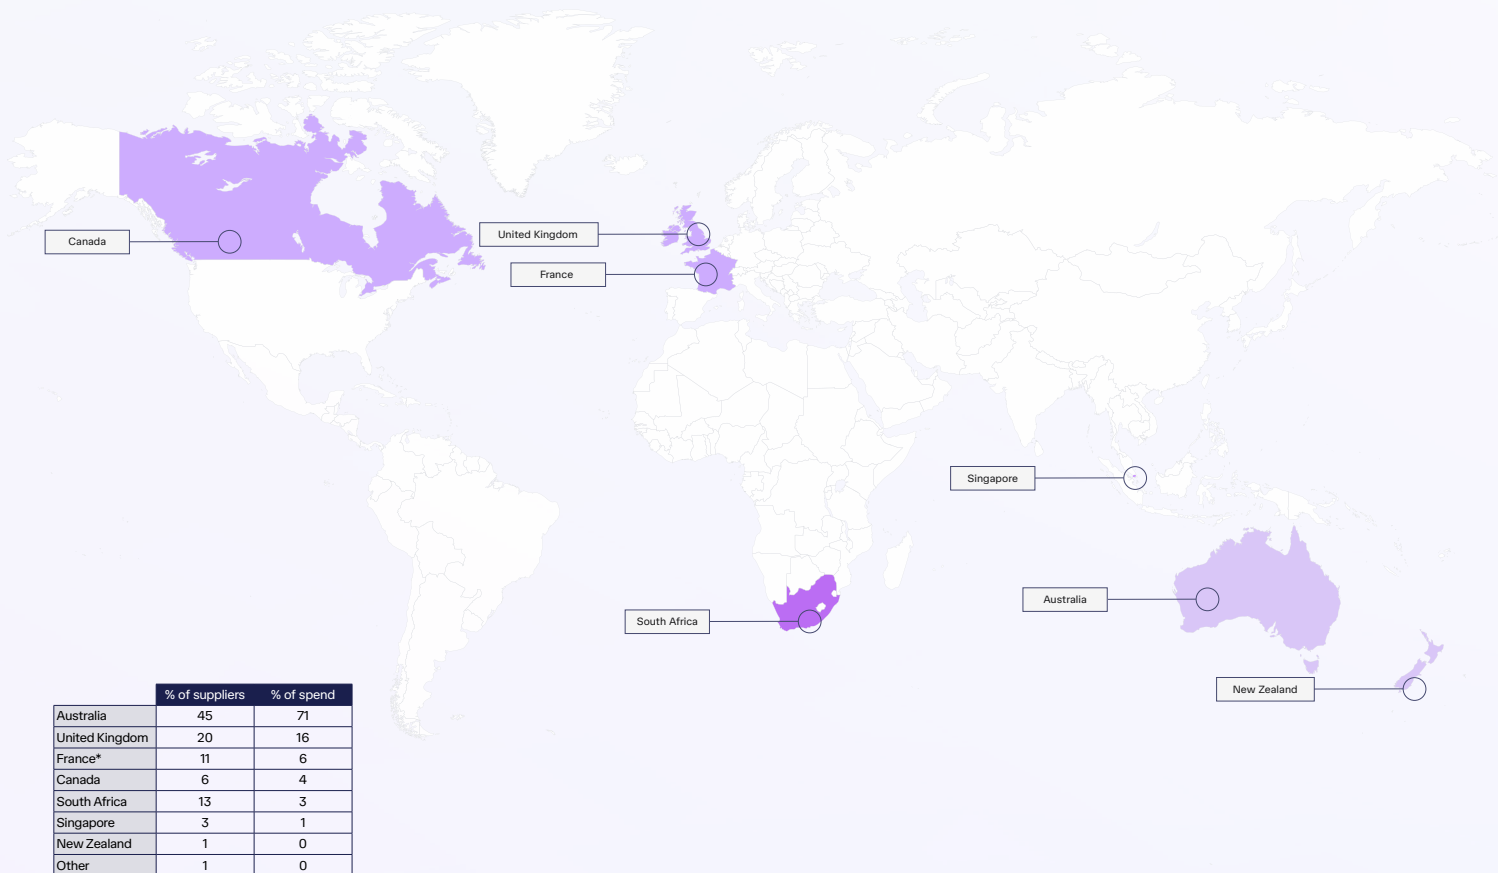 United Kingdom
Canada
France
Singapore
Australia
South Africa
New Zealand
% of suppliers % of spend
Australia 45 71
United Kingdom 20 16
France* 11 6
Canada 6 4
South Africa 13 3
Singapore 3 1
New Zealand 1 0
Other 1 0